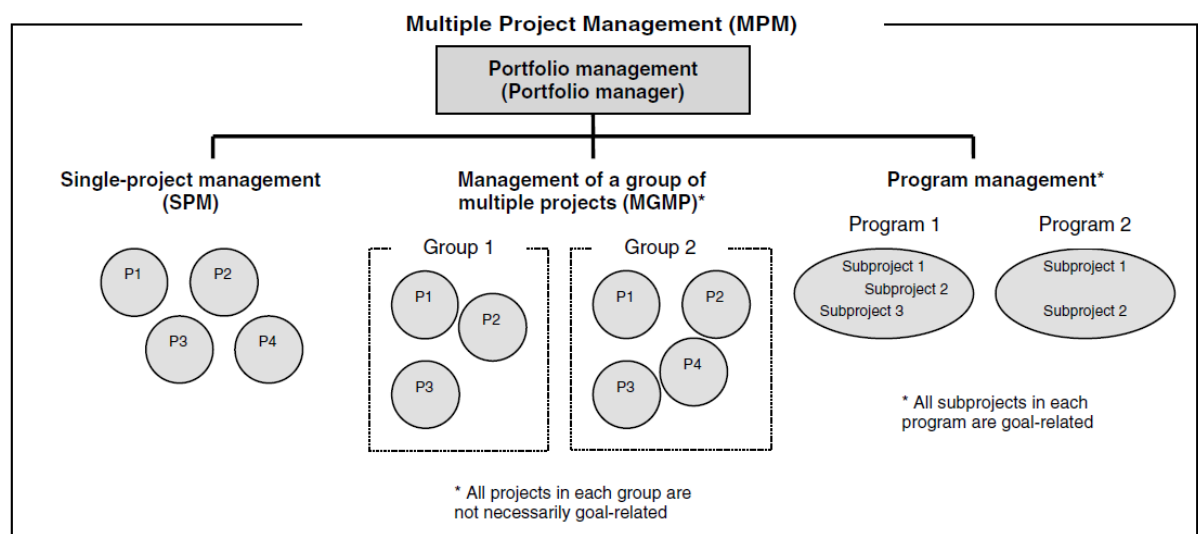 Multiple Project Management (MPM)
Portfolio management
(Portfolio manager)
Single-project management
(SPM)
P1
P2
P3
P4
Management of a group of
multiple projects (MGMP)*
Group 1
P1
P2
P3
Group 2
P1
P2
P4
P3
* All projects in each group are
not necessarily goal-related
Program management*
Program 1
Subproject 1
Subproject 2
Subproject 3
Program 2
Subproject 1
Subproject 2
* All subprojects in each
program are goal-related